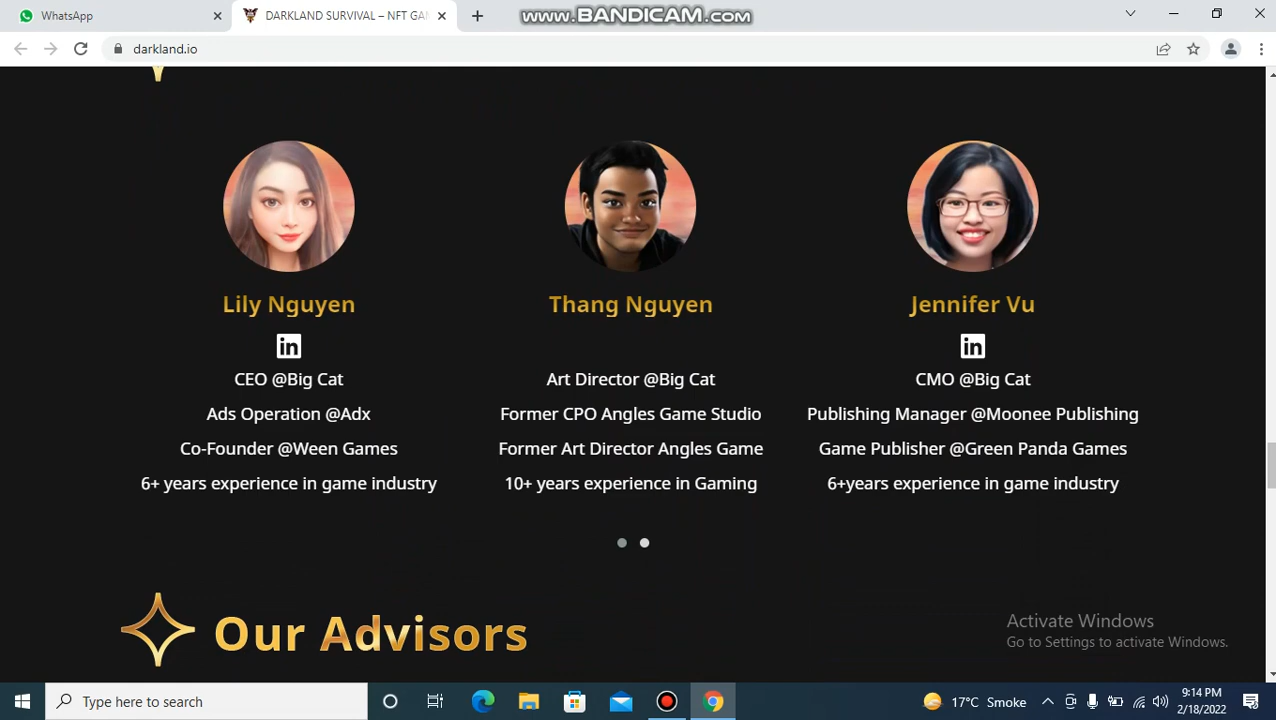 WhatsApp
DARKLAND SURVIVAL – NFT GAM
www.BANDICAM.com
darkland.io
Lily Nguyen
Thang Nguyen
Jennifer Vu
in
in
CEO @Big Cat
Art Director @Big Cat
CMO @Big Cat
Ads Operation @Adx
Former CPO Angles Game Studio
Publishing Manager @Moonee Publishing
Co-Founder @Ween Games
Former Art Director Angles Game
Game Publisher @Green Panda Games
6+ years experience in game industry
10+ years experience in Gaming
6+years experience in game industry
Our Advisors
Activate Windows
Go to Settings to activate Windows.
Type here to search
17°C Smoke
9:14 PM
2/18/2022